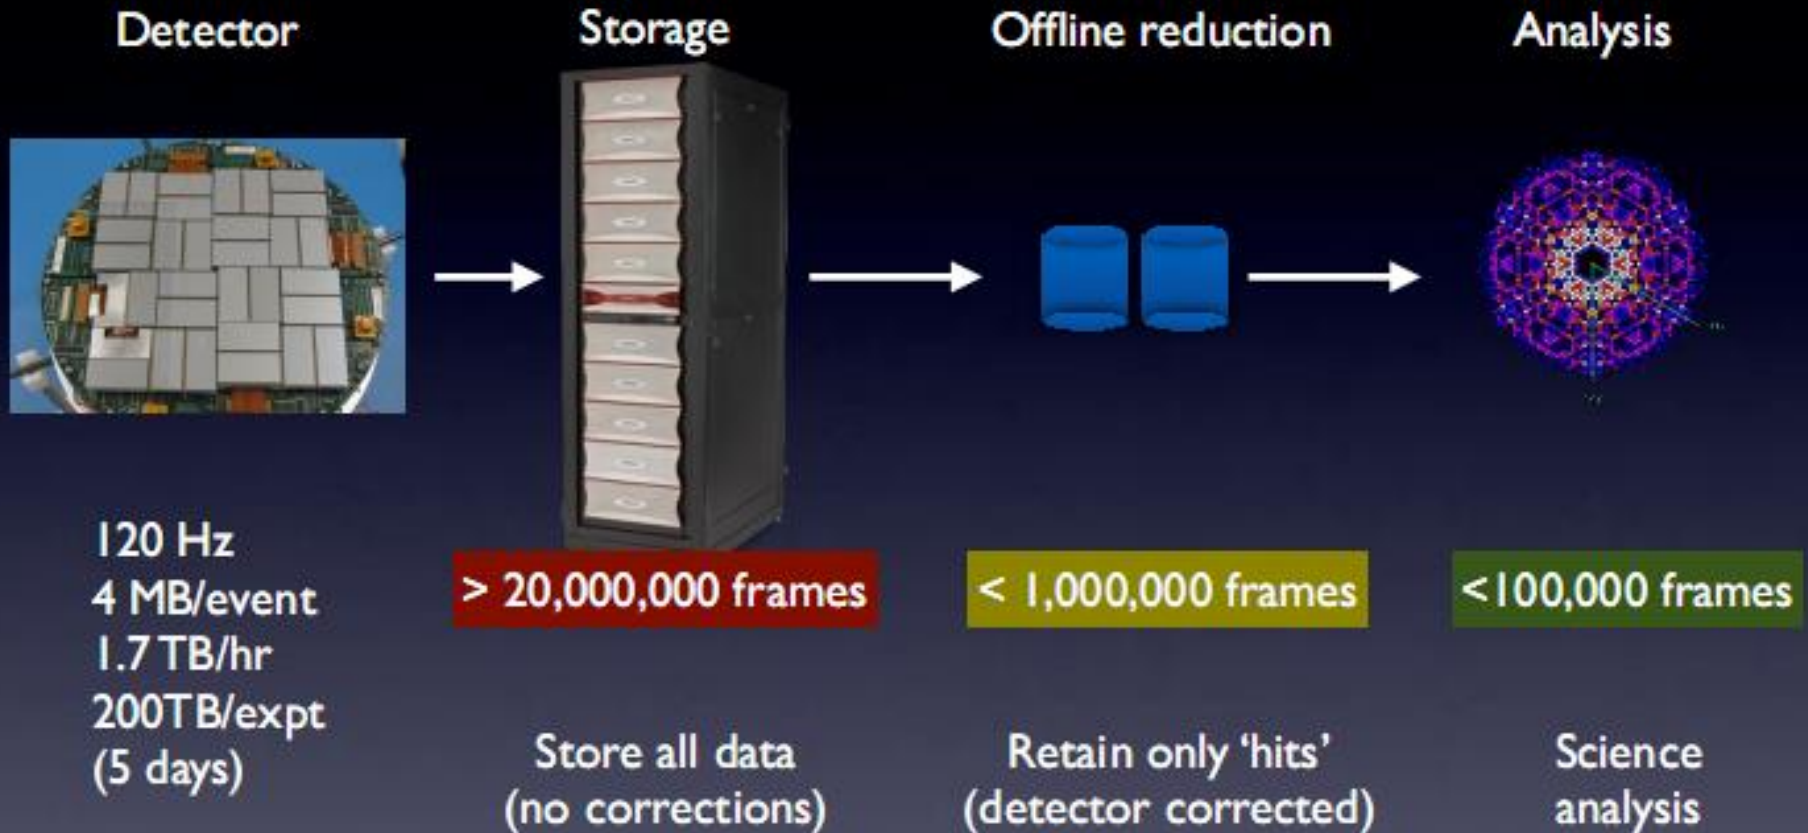 Detector
Storage
Offline reduction
Analysis
120 Hz
4 MB/event
1.7 TB/hr
200TB/expt
(5 days)
> 20,000,000 frames
< 1,000,000 frames
<100,000 frames
Store all data
(no corrections)
Retain only ‘hits’
(detector corrected)
Science
analysis